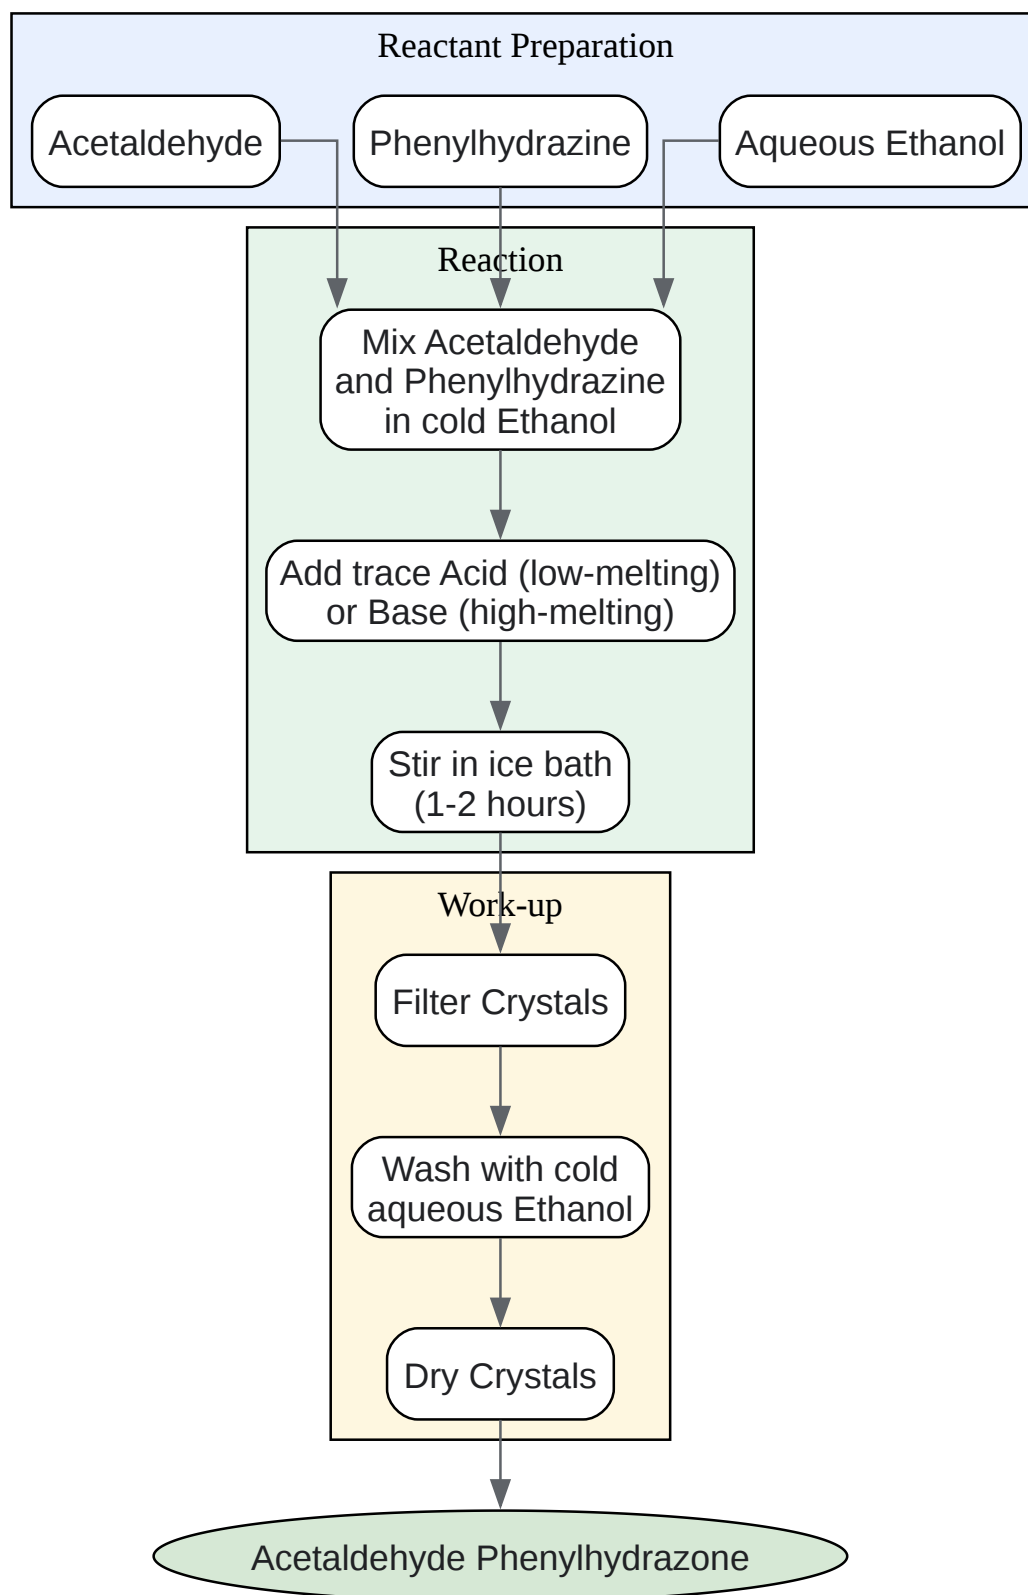 Reactant Preparation
Acetaldehyde
Phenylhydrazine
Aqueous Ethanol
Reaction
Mix Acetaldehyde
and Phenylhydrazine
in cold Ethanol
Add trace Acid (low-melting)
or Base (high-melting)
Stir in ice bath
(1-2 hours)
Work-up
Filter Crystals
Wash with cold
aqueous Ethanol
Dry Crystals
Acetaldehyde Phenylhydrazone